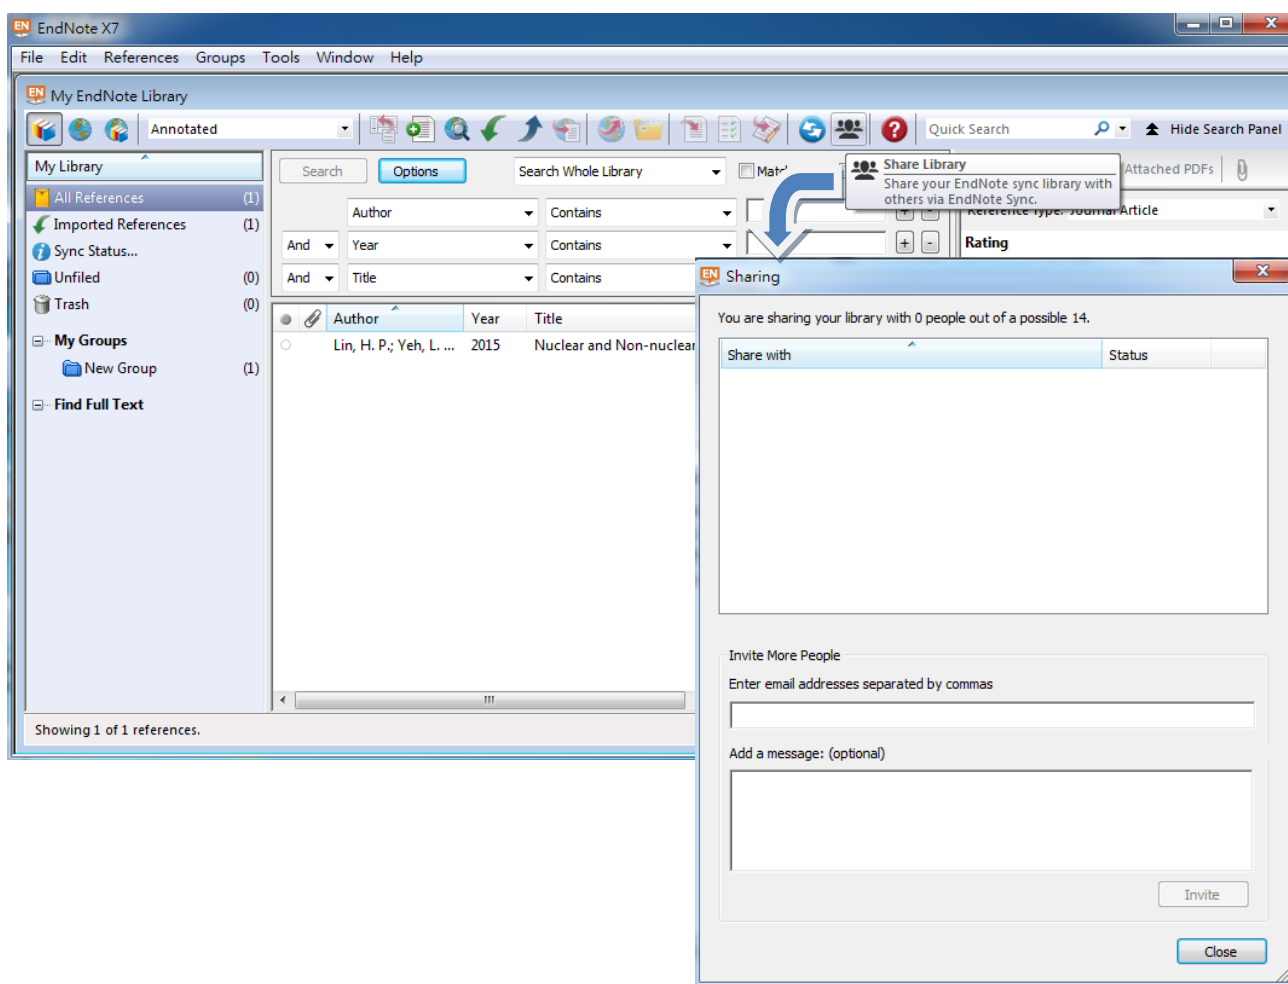 EndNote X7
File Edit References Groups Tools Window Help
My EndNote Library
Annotated
Quick Search
Hide Search Panel
My Library
Search
Options
Search Whole Library
Share Library
Share your EndNote sync library with
others via EndNote Sync.
Attached PDFs
All References (1)
Imported References (1)
Sync Status...
Unfiled (0)
Trash (0)
My Groups
New Group (1)
Find Full Text
Author Contains
And Year Contains
And Title Contains
Reference Type: Journal Article
Rating
Author Year Title
Lin, H. P.; Yeh, L. ... 2015 Nuclear and Non-nuclear
Showing 1 of 1 references.
Sharing
You are sharing your library with 0 people out of a possible 14.
Share with Status
Invite More People
Enter email addresses separated by commas
Add a message: (optional)
Invite
Close